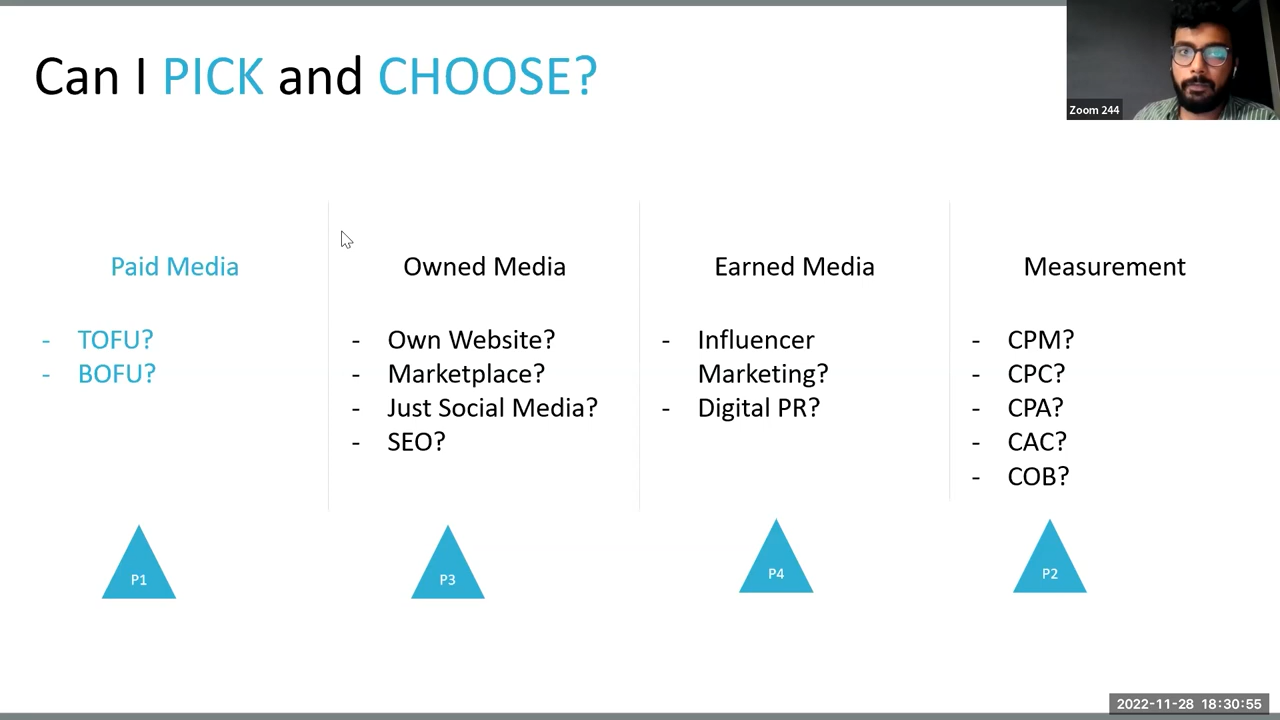 Can I PICK and CHOOSE?
Zoom 244
Paid Media
- TOFU?
- BOFU?
Owned Media
- Own Website?
- Marketplace?
- Just Social Media?
- SEO?
Earned Media
- Influencer
Marketing?
- Digital PR?
Measurement
- CPM?
- CPC?
- CPA?
- CAC?
- COB?
P1
P3
P4
P2
2022-11-28 18:30:55